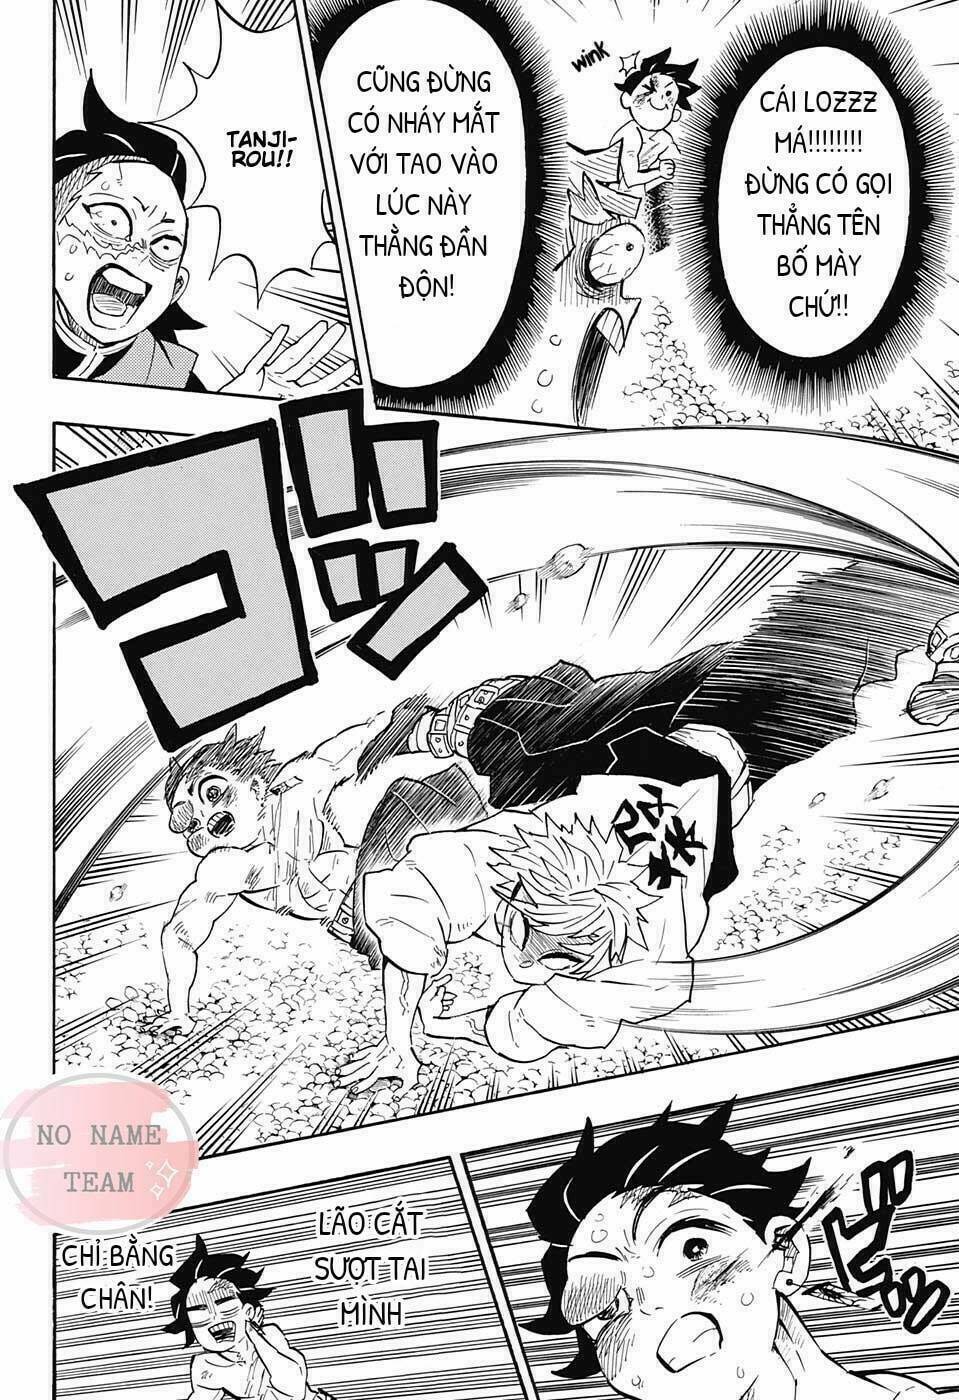 CÁI LOZZZ
MÁ!!!!!!!!!
ĐỪNG CÓ GỌI
THẲNG TÊN
BỐ MÀY
CHỨ!!
wink
CŨNG ĐỪNG
CÓ NHÁY MẮT
VỚI TAO VÀO
LÚC NÀY
THẰNG ĐẦN
ĐỘN!
TANJI-
ROU!!
ゴッ
LÃO CẮT
SƯỢT TAI
MÌNH
CHỈ BẰNG
CHÂN!
NO NAME
TEAM